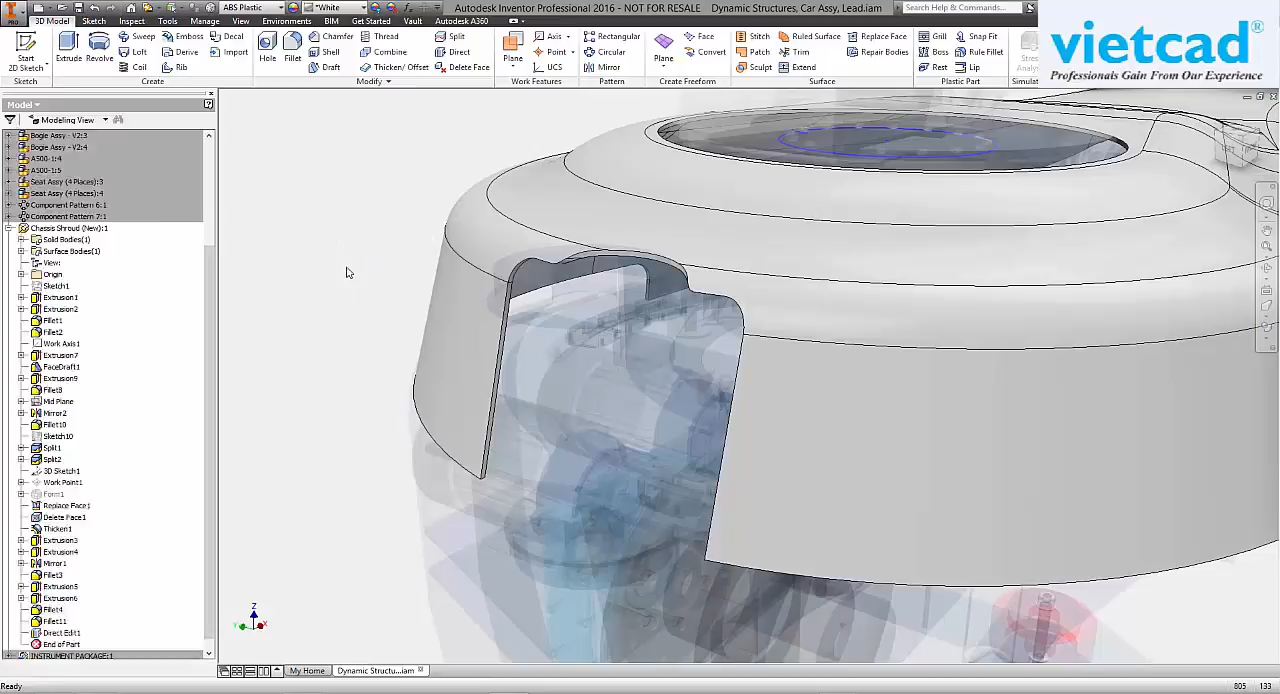 ABS Plastic
*White
Autodesk Inventor Professional 2016 - NOT FOR RESALE Dynamic Structures, Car Assy, Lead.iam
Search Help & Commands...
PRO
3D Model Sketch Inspect Tools Manage View Environments BIM Get Started Vault Autodesk A360
Start
2D Sketch
Sketch
Extrude Revolve
Sweep Emboss Decal
Loft Derive Import
Coil Rib
Create
Hole Fillet
Chamfer Thread Split
Shell Combine Direct
Draft Thicken/ Offset Delete Face
Modify
Plane
Axis
Point
UCS
Work Features
Rectangular
Circular
Mirror
Pattern
Plane
Face
Convert
Create Freeform
Stitch Ruled Surface Replace Face
Patch Trim Repair Bodies
Sculpt Extend
Surface
Grill Snap Fit
Boss Rule Fillet
Rest Lip
Plastic Part
vietcad®
Professionals Gain From Our Experience
Model
Modeling View
Bogie Assy - V2:3
Bogie Assy - V2:4
A500-1:4
A500-1:5
Seat Assy (4 Places):3
Seat Assy (4 Places):4
Component Pattern 6:1
Component Pattern 7:1
Chassis Shroud (New):1
Solid Bodies(1)
Surface Bodies(1)
View:
Origin
Sketch1
Extrusion1
Extrusion2
Fillet1
Fillet2
Work Axis1
Extrusion7
FaceDraft1
Extrusion9
Fillet8
Mid Plane
Mirror2
Fillet10
Sketch10
Split1
Split2
3D Sketch1
Work Point1
Form1
Replace Face1
Delete Face1
Thicken1
Extrusion3
Extrusion4
Mirror1
Fillet3
Extrusion5
Extrusion6
Fillet4
Fillet11
Direct Edit1
End of Part
INSTRUMENT PACKAGE:1
Z
Y
X
My Home Dynamic Structu...iam
Ready
805 133